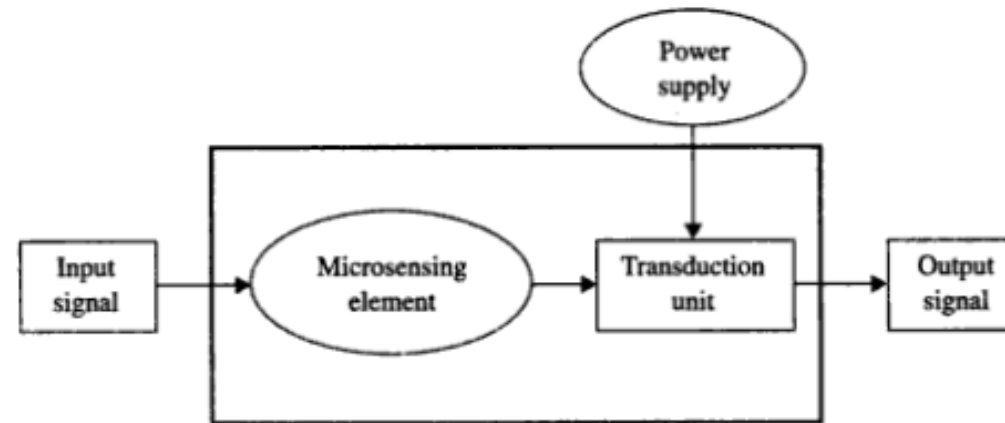 Power
supply
Input
signal
Microsensing
element
Transduction
unit
Output
signal